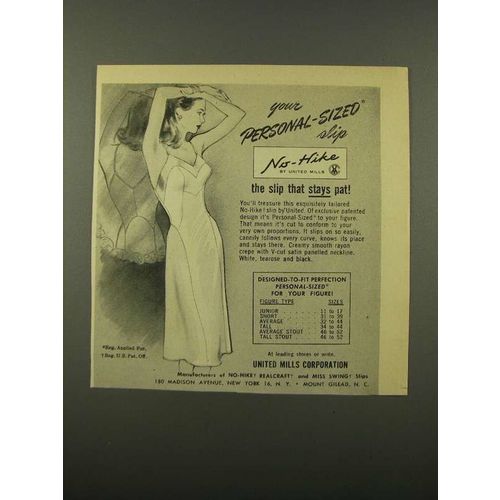 your
PERSONAL-SIZED®
slip
No-Hike
BY UNITED MILLS
the slip that stays pat!
You'll treasure this exquisitely tailored
No-Hike† slip by United. Of exclusive patented
design it's Personal-Sized* to your figure.
That means it's cut to conform to your
very own proportions. It slips on so easily,
cannily follows every curve, knows its place
and stays there. Creamy smooth rayon
crepe with V-cut satin panelled neckline.
White, tearose and black.
DESIGNED-TO-FIT PERFECTION
PERSONAL-SIZED*
FOR YOUR FIGURE!
FIGURE TYPE SIZES
JUNIOR 11 to 17
SHORT 31 to 39
AVERAGE 32 to 44
TALL 34 to 44
AVERAGE STOUT 46 to 52
TALL STOUT 46 to 52
*Reg. Applied For.
†Reg. U.S. Pat. Off.
At leading stores or write.
UNITED MILLS CORPORATION
Manufacturers of NO-HIKE† REALCRAFT† and MISS SWING† Slips
180 MADISON AVENUE, NEW YORK 16, N. Y. • MOUNT GILEAD, N. C.